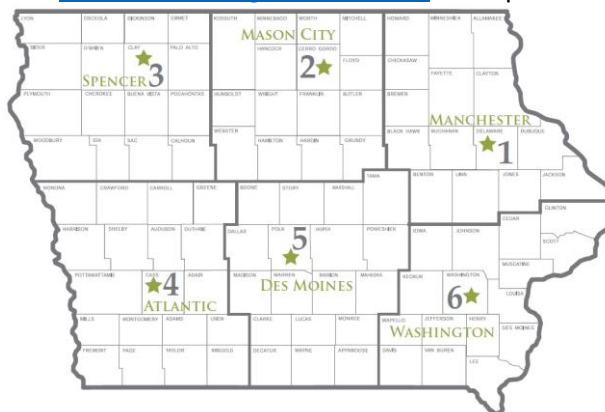 LYON OSCEOLA DICKINSON EMMET KOSSUTH WINNEBAGO WORTH MITCHELL HOWARD WINNESHIEK ALLAMAKEE
MASON CITY
SIOUX O'BRIEN CLAY PALO ALTO HANCOCK CERRO GORDO FLOYD CHICKASAW
SPENCER 3 2
FAYETTE CLAYTON
PLYMOUTH CHEROKEE BUENA VISTA POCAHONTAS HUMBOLDT WRIGHT FRANKLIN BUTLER BREMER
MANCHESTER
WEBSTER BLACK HAWK BUCHANAN DELAWARE DUBUQUE
1
WOODBURY IDA SAC CALHOUN HAMILTON HARDIN GRUNDY
TAMA BENTON LINN JONES JACKSON
MONONA CRAWFORD CARROLL GREENE BOONE STORY MARSHALL
CLINTON
CEDAR
HARRISON SHELBY AUDUBON GUTHRIE DALLAS POLK POWESHIEK IOWA JOHNSON
SCOTT
5
MUSCATINE
POTTAWATTAMIE CASS ADAIR MADISON WARREN MARION MAHASKA KEOKUK WASHINGTON
4 DES MOINES 6
LOUISA
ATLANTIC
MILLS MONTGOMERY ADAMS UNION CLARKE LUCAS MONROE WAPELLO JEFFERSON HENRY
WASHINGTON DES MOINES
FREMONT PAGE TAYLOR RINGGOLD DECATUR WAYNE APPANOOSE DAVIS VAN BUREN
LEE